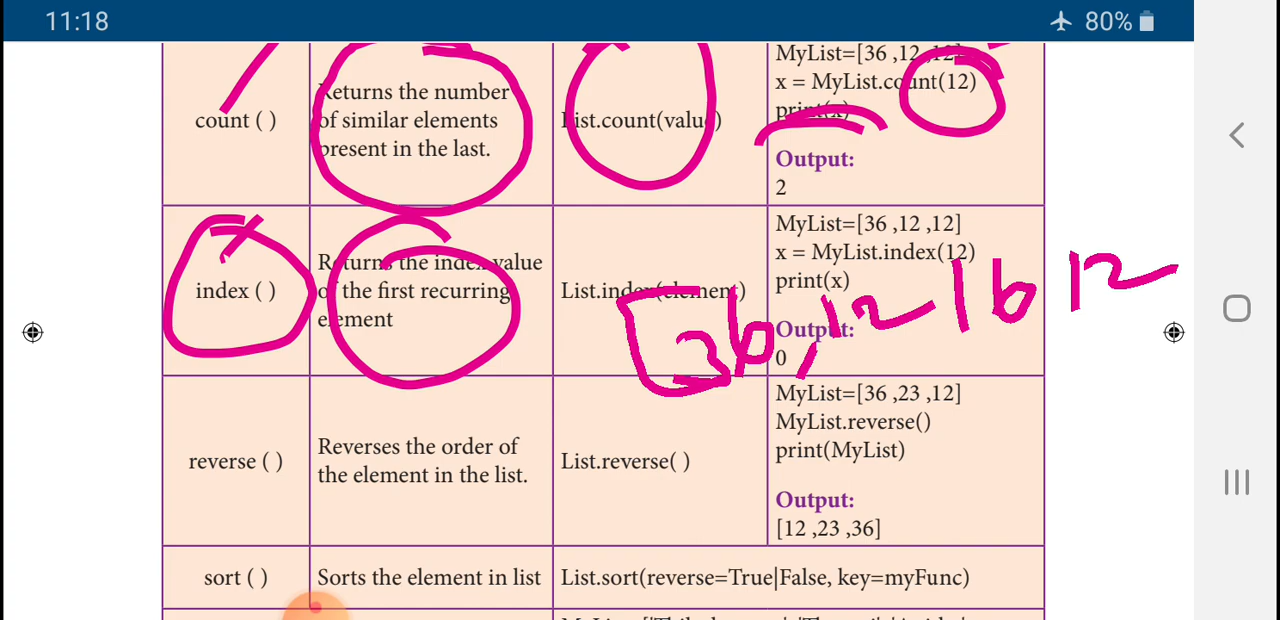 11:18
80%
count ( )
Returns the number
of similar elements
present in the last.
List.count(value)
MyList=[36 ,12 ,12]
x = MyList.count(12)
print(x)
Output:
2
index ( )
Returns the index value
of the first recurring
element
List.index(element)
MyList=[36 ,12 ,12]
x = MyList.index(12)
print(x)
Output:
0
36, 12 16 12
reverse ( )
Reverses the order of
the element in the list.
List.reverse( )
MyList=[36 ,23 ,12]
MyList.reverse()
print(MyList)
Output:
[12 ,23 ,36]
sort ( )
Sorts the element in list
List.sort(reverse=True|False, key=myFunc)